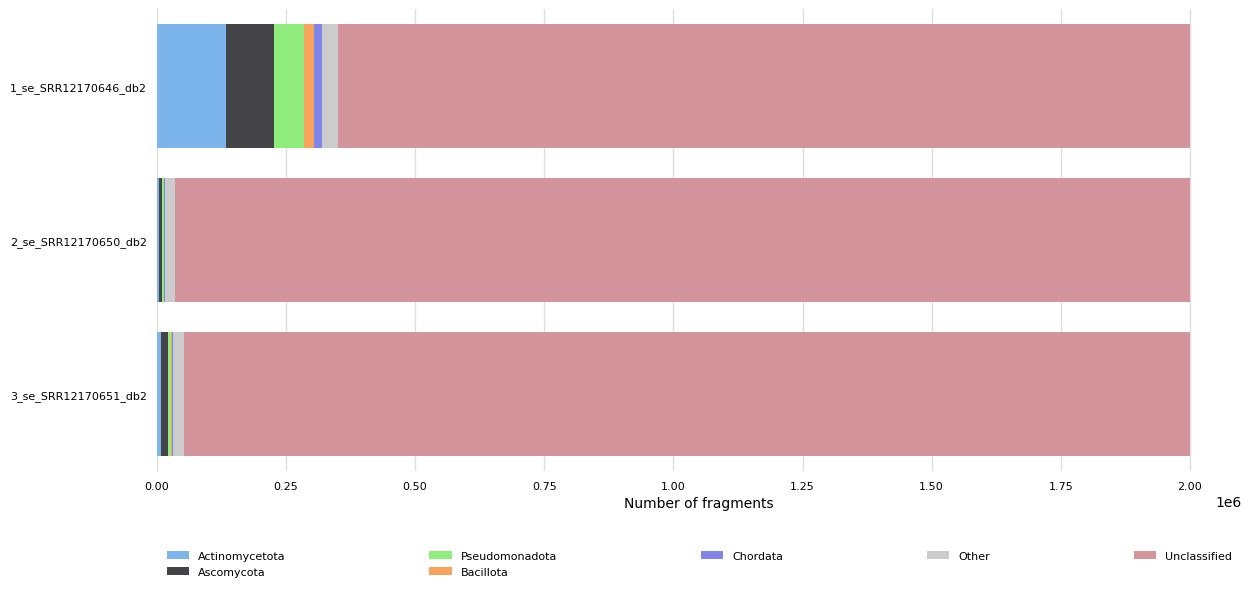 1_se_SRR12170646_db2
2_se_SRR12170650_db2
3_se_SRR12170651_db2
0.00 0.25 0.50 0.75 1.00 1.25 1.50 1.75 2.00
Number of fragments 1e6
Actinomycetota Pseudomonadota Chordata Other Unclassified
Ascomycota Bacillota